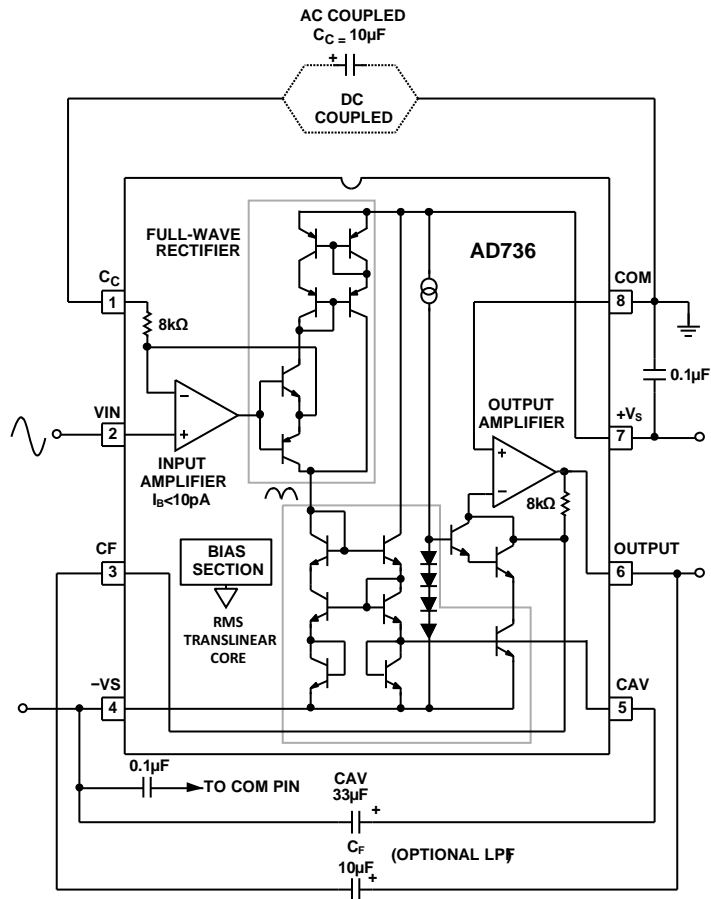 AC COUPLED
CC = 10µF
+
DC
COUPLED
FULL-WAVE
RECTIFIER
AD736
CC
1
8kΩ
COM
8
0.1µF
VIN
2
−
+
INPUT
AMPLIFIER
IB<10pA
OUTPUT
AMPLIFIER
+
−
8kΩ
+VS
7
CF
3
BIAS
SECTION
RMS
TRANSLINEAR
CORE
OUTPUT
6
−VS
4
CAV
5
0.1µF
TO COM PIN
CAV
33µF
+
CF
10µF
+
(OPTIONAL LPF)